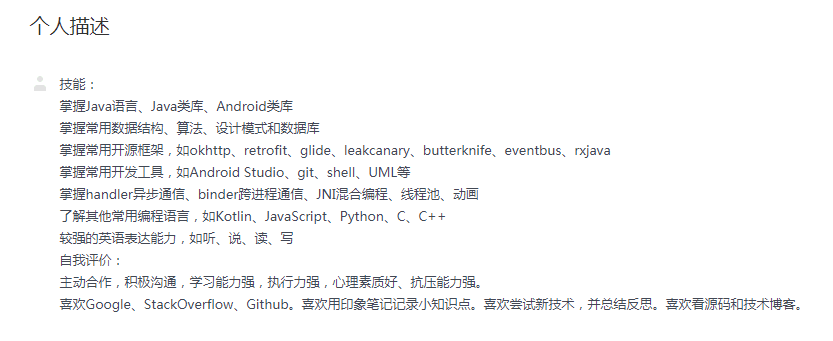 个人描述
技能：
掌握Java语言、Java类库、Android类库
掌握常用数据结构、算法、设计模式和数据库
掌握常用开源框架，如okhttp、retrofit、glide、leakcanary、butterknife、eventbus、rxjava
掌握常用开发工具，如Android Studio、git、shell、UML等
掌握handler异步通信、binder跨进程通信、JNI混合编程、线程池、动画
了解其他常用编程语言，如Kotlin、JavaScript、Python、C、C++
较强的英语表达能力，如听、说、读、写
自我评价：
主动合作，积极沟通，学习能力强，执行力强，心理素质好、抗压能力强。
喜欢Google、StackOverflow、Github。喜欢用印象笔记记录小知识点。喜欢尝试新技术，并总结反思。喜欢看源码和技术博客。